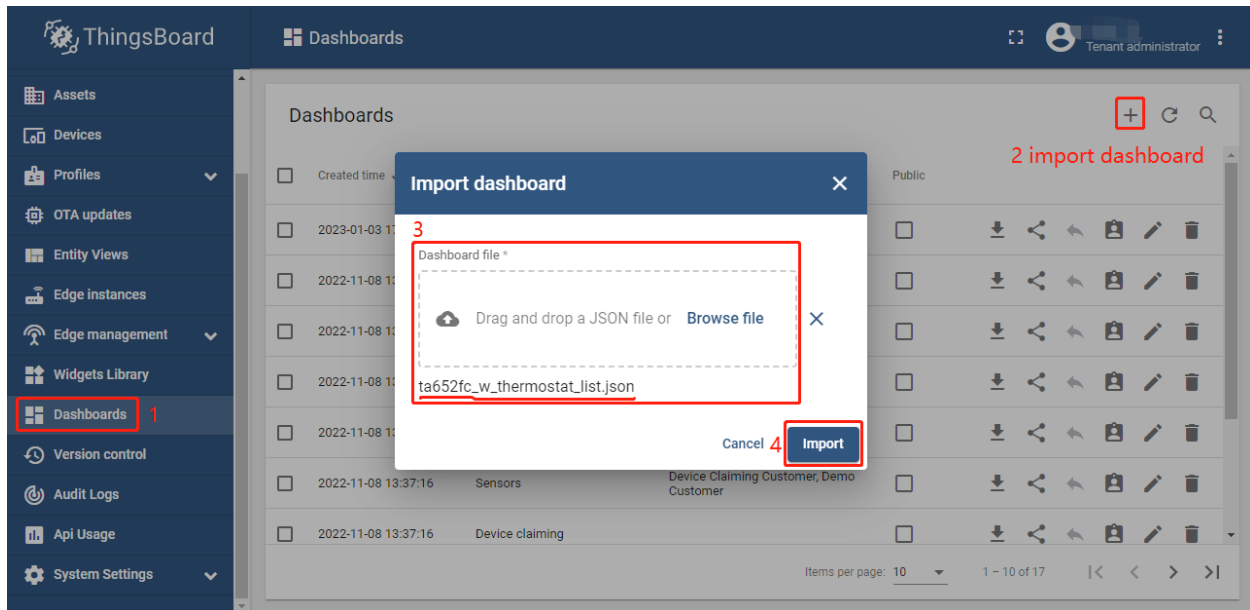 ThingsBoard
Dashboards
Tenant administrator
Assets
Devices
Profiles
OTA updates
Entity Views
Edge instances
Edge management
Widgets Library
Dashboards 1
Version control
Audit Logs
Api Usage
System Settings
Dashboards
2 import dashboard
Created time
Public
Import dashboard
3
Dashboard file *
Drag and drop a JSON file or Browse file
ta652fc_w_thermostat_list.json
Cancel 4 Import
2023-01-03 17
2022-11-08 13
2022-11-08 13
2022-11-08 13
2022-11-08 13
2022-11-08 13:37:16 Sensors Device Claiming Customer, Demo
Customer
2022-11-08 13:37:16 Device claiming
Items per page: 10 1 – 10 of 17